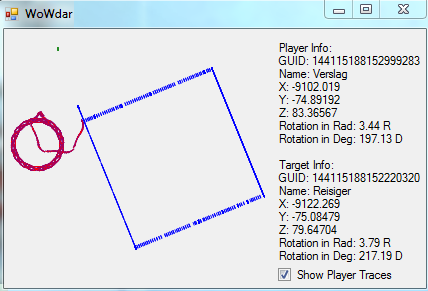 WoWdar
Player Info:
GUID: 144115188152999283
Name: Verslag
X: -9102.019
Y: -74.89192
Z: 83.36567
Rotation in Rad: 3.44 R
Rotation in Deg: 197.13 D
Target Info:
GUID: 144115188152220320
Name: Reisiger
X: -9122.269
Y: -75.08479
Z: 79.64704
Rotation in Rad: 3.79 R
Rotation in Deg: 217.19 D
Show Player Traces